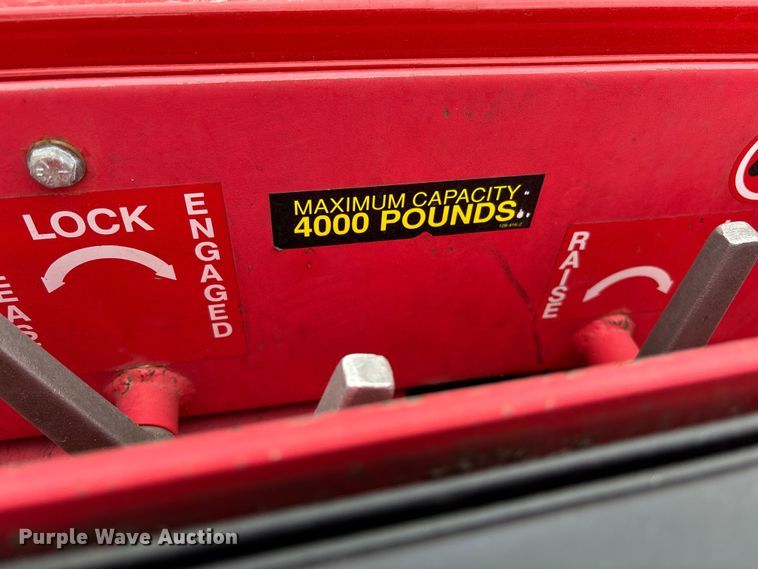 LOCK
ENGAGED
MAXIMUM CAPACITY
4000 POUNDS
RAISE
Purple Wave Auction